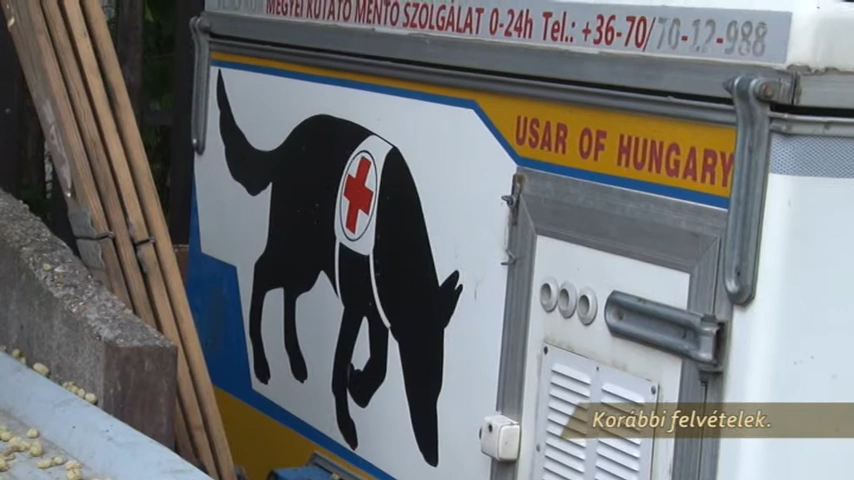 MEGYEI KUTATÓ MENTŐ SZOLGÁLAT 0-24h Tel.: +36-70/70-12-988
USAR OF HUNGARY
Korábbi felvételek.